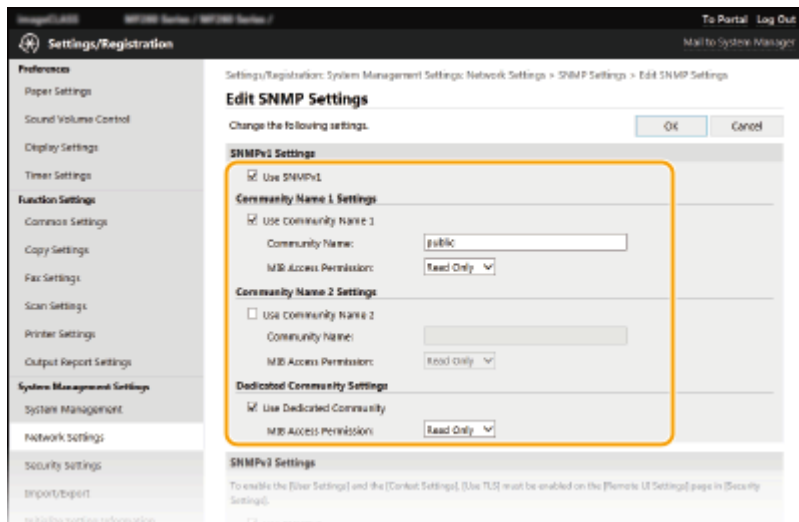 To Portal Log Out
Settings/Registration
Mail to System Manager
Preferences
Paper Settings
Sound Volume Control
Display Settings
Timer Settings
Function Settings
Common Settings
Copy Settings
Fax Settings
Scan Settings
Printer Settings
Output Report Settings
System Management Settings
System Management
Network Settings
Security Settings
Import/Export
Settings/Registration: System Management Settings: Network Settings > SNMP Settings > Edit SNMP Settings
Edit SNMP Settings
Change the following settings.
OK Cancel
SNMPv1 Settings
Use SNMPv1
Community Name 1 Settings
Use Community Name 1
Community Name: public
MIB Access Permission: Read Only
Community Name 2 Settings
Use Community Name 2
Community Name:
MIB Access Permission: Read Only
Dedicated Community Settings
Use Dedicated Community
MIB Access Permission: Read Only
SNMPv3 Settings
To enable the [User Settings] and the [Context Settings], [Use TLS] must be enabled on the [Remote UI Settings] page in [Security
Settings].